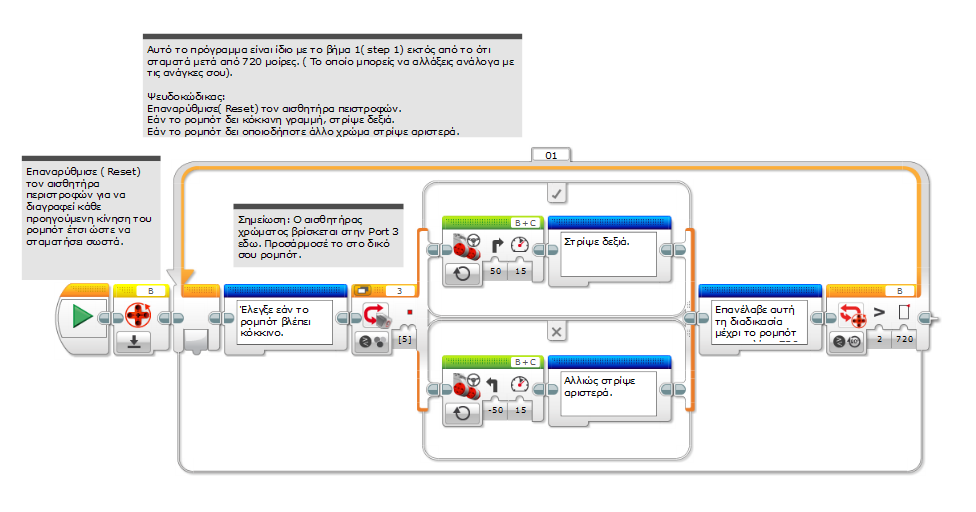 Αυτό το πρόγραμμα είναι ίδιο με το βήμα 1( step 1) εκτός από το ότι
σταματά μετά από 720 μοίρες. ( Το οποίο μπορείς να αλλάξεις ανάλογα με
τις ανάγκες σου).
Ψευδοκώδικας:
Επαναρύθμισε( Reset) τον αισθητήρα πειστροφών.
Εάν το ρομπότ δει κόκκινη γραμμή, στρίψε δεξιά.
Εάν το ρομπότ δει οποιοδήποτε άλλο χρώμα στρίψε αριστερά.
01
Επαναρύθμισε ( Reset)
τον αισθητήρα
περιστροφών για να
διαγραφεί κάθε
προηγούμενη κίνηση του
ρομπότ έτσι ώστε να
σταματήσει σωστά.
Σημείωση: Ο αισθητήρας
χρώματος βρίσκεται στην Port 3
εδω. Προσάρμοσέ το στο δικό
σου ρομπότ.
B + C
50 15
Στρίψε δεξιά.
B
Έλεγξε εάν το
ρομπότ βλέπει
κόκκινο.
3
[5]
B + C
-50 15
Αλλιώς στρίψε
αριστερά.
Επανέλαβε αυτή
τη διαδικασία
μέχρι το ρομπότ
B
>
2 720